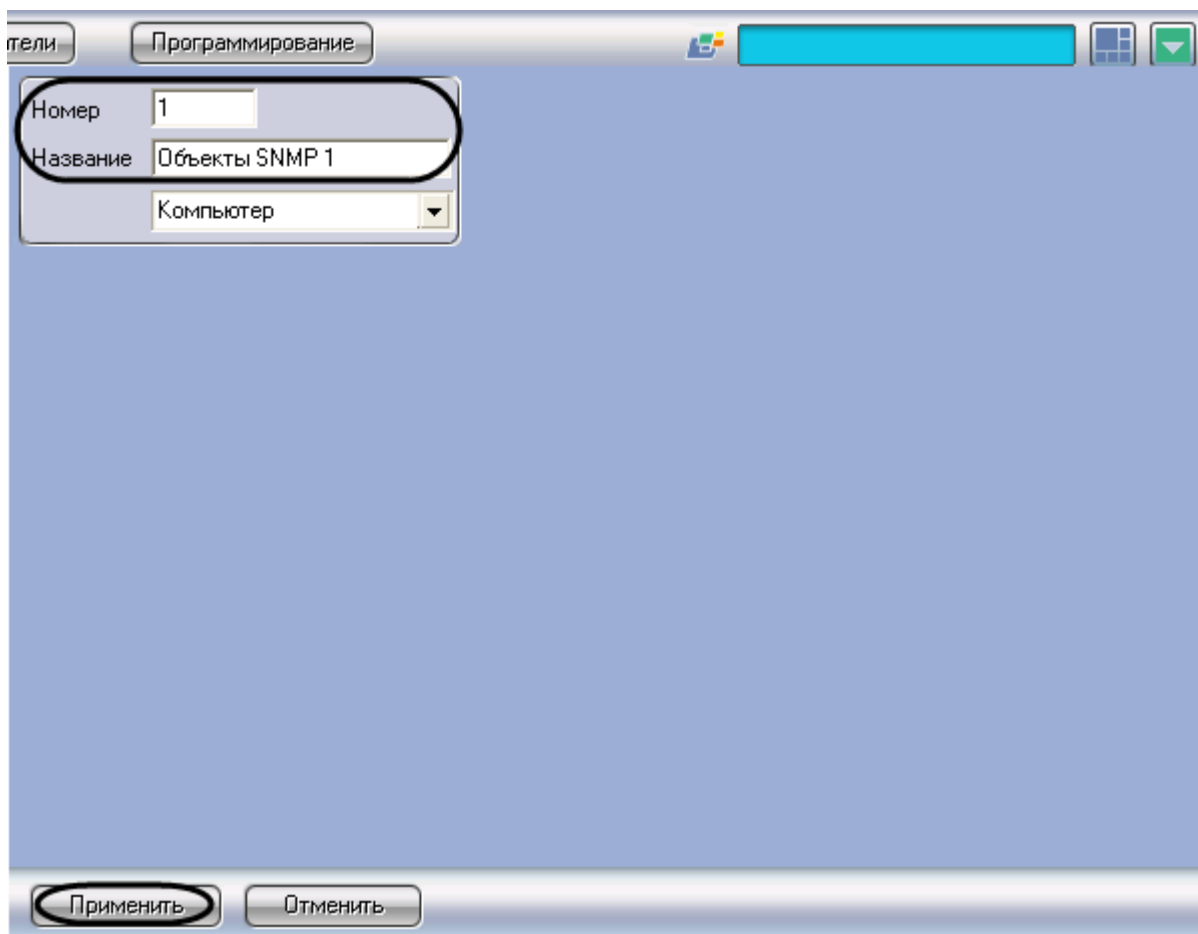 тели
Программирование
Номер 1
Название Объекты SNMP 1
Компьютер
Применить
Отменить